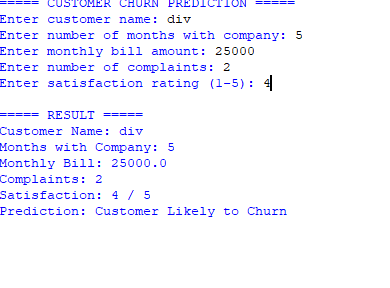 ===== CUSTOMER CHURN PREDICTION =====
Enter customer name: div
Enter number of months with company: 5
Enter monthly bill amount: 25000
Enter number of complaints: 2
Enter satisfaction rating (1-5): 4
===== RESULT =====
Customer Name: div
Months with Company: 5
Monthly Bill: 25000.0
Complaints: 2
Satisfaction: 4 / 5
Prediction: Customer Likely to Churn